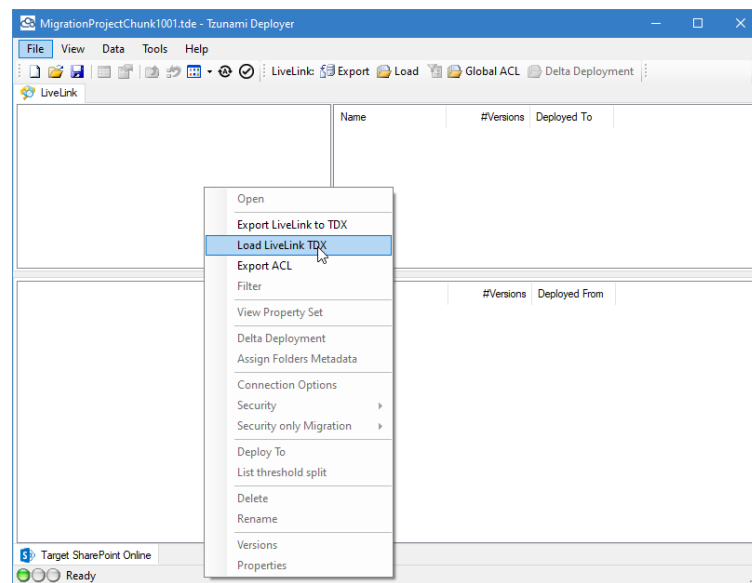 MigrationProjectChunk1001.tde - Tzunami Deployer
File View Data Tools Help
LiveLink: Export Load Global ACL Delta Deployment
LiveLink
Name #Versions Deployed To
Open
Export LiveLink to TDX
Load LiveLink TDX
Export ACL
Filter
View Property Set
Delta Deployment
Assign Folders Metadata
Connection Options
Security
Security only Migration
Deploy To
List threshold split
Delete
Rename
Versions
Properties
#Versions Deployed From
Target SharePoint Online
Ready